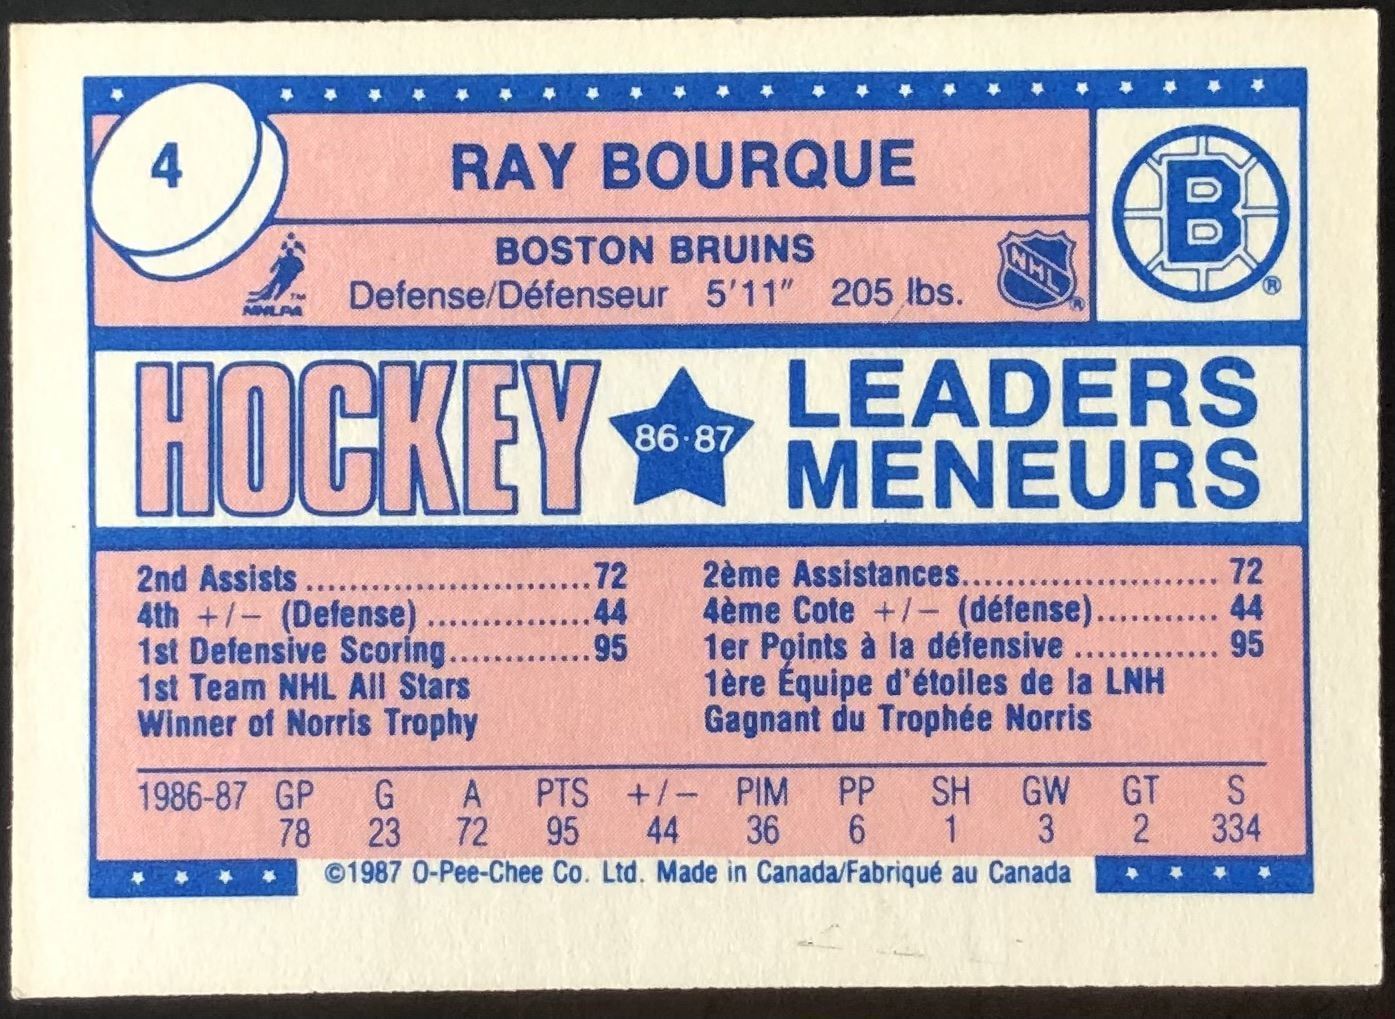 4
RAY BOURQUE
B
®
BOSTON BRUINS
NHLPA ™
Defense/Défenseur 5'11" 205 lbs.
NHL ®
HOCKEY 86·87 LEADERS
MENEURS
2nd Assists ............................72
4th +/− (Defense) ................44
1st Defensive Scoring..............95
1st Team NHL All Stars
Winner of Norris Trophy
2ème Assistances......................... 72
4ème Cote +/− (défense)............ 44
1er Points à la défensive .............. 95
1ère Équipe d'étoiles de la LNH
Gagnant du Trophée Norris
1986-87 GP G A PTS +/− PIM PP SH GW GT S
78 23 72 95 44 36 6 1 3 2 334
©1987 O-Pee-Chee Co. Ltd. Made in Canada/Fabriqué au Canada